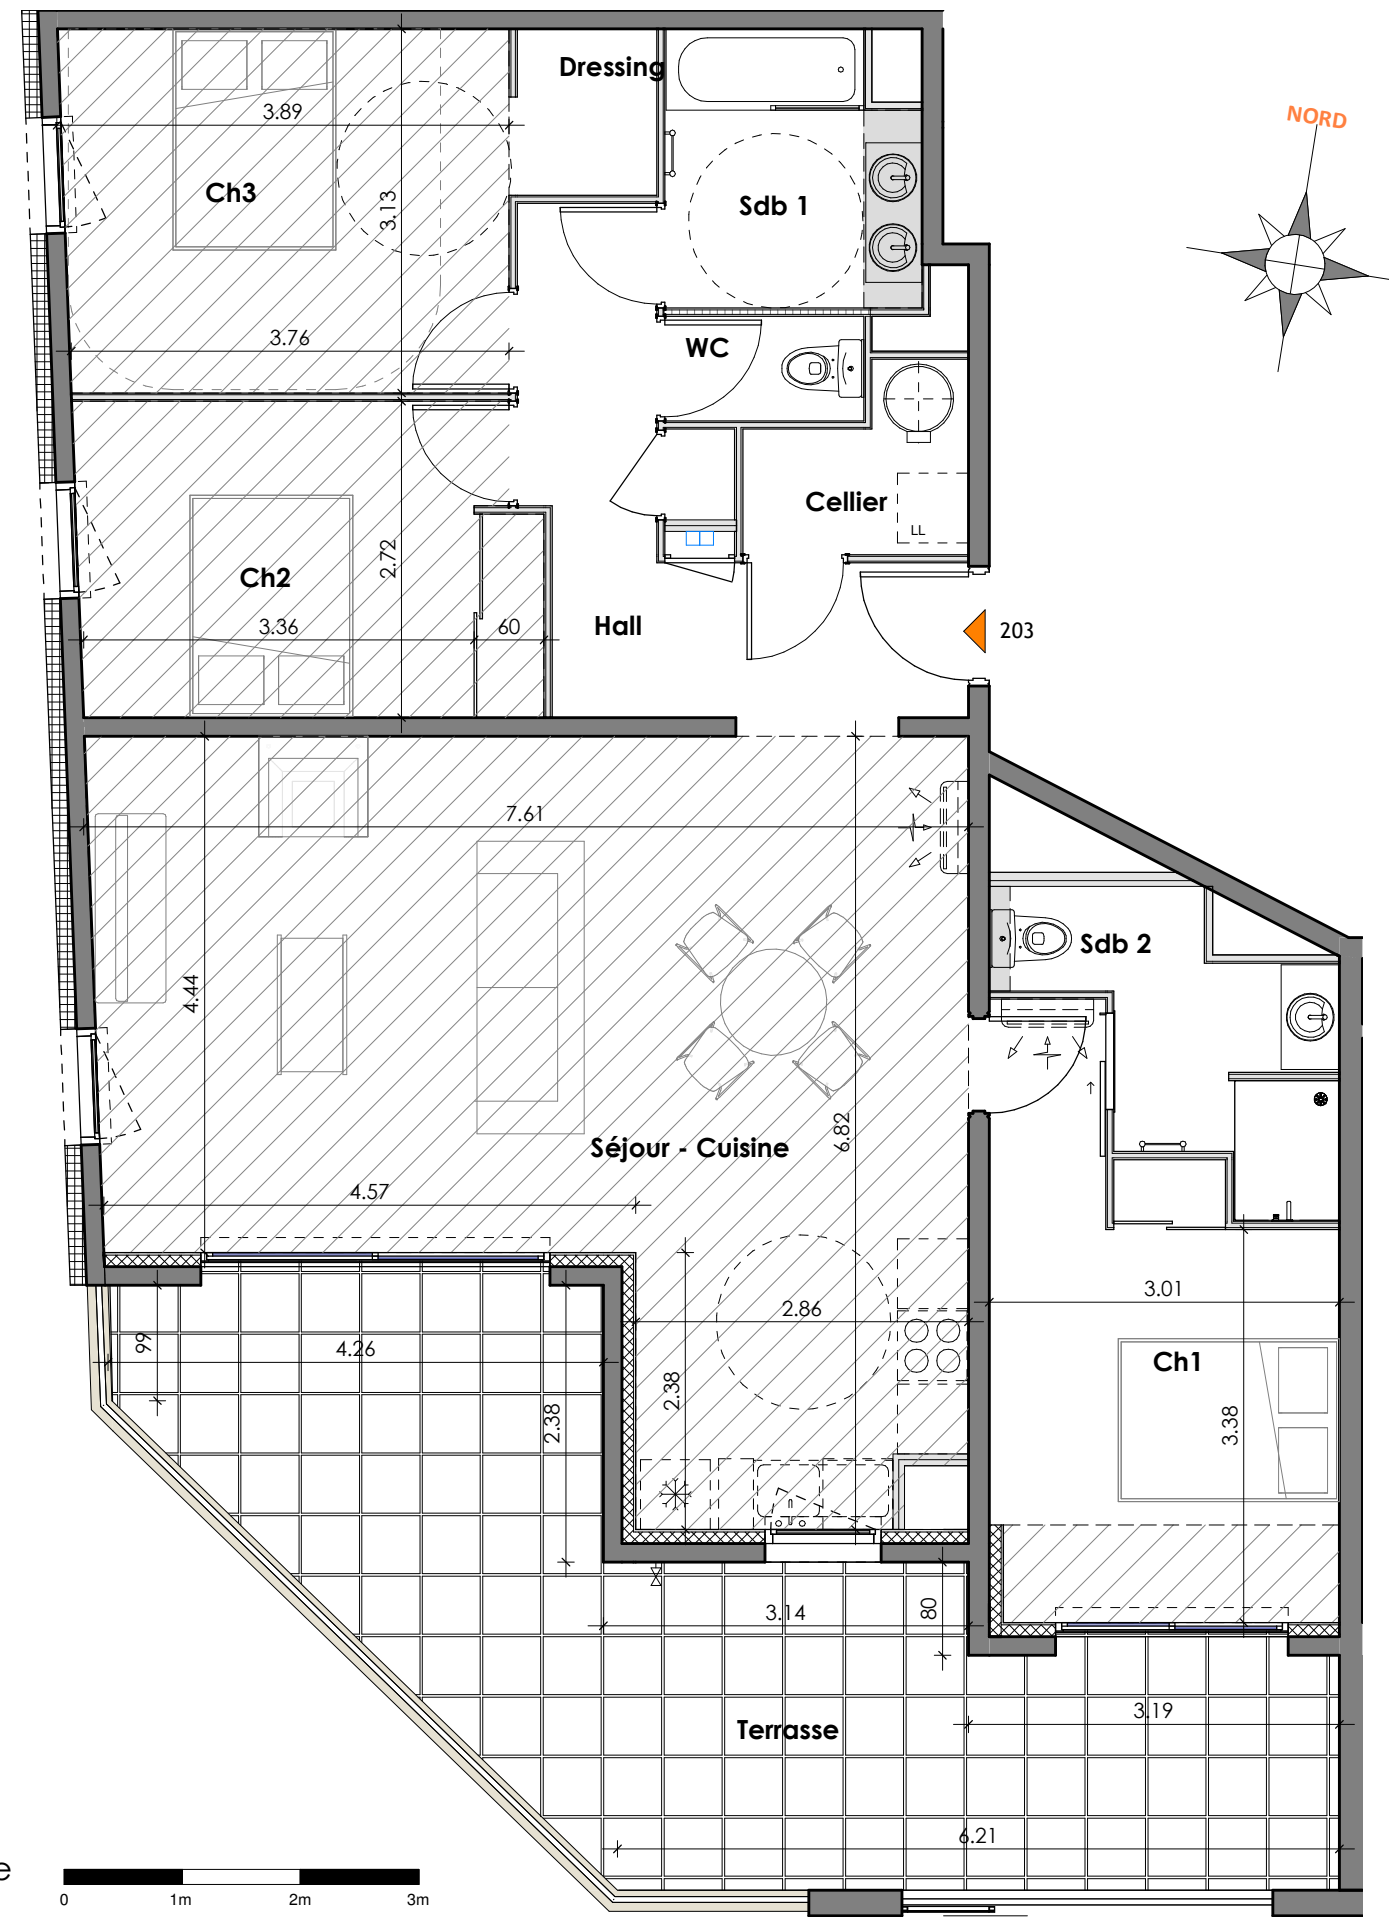 Dressing
NORD
3.89
Ch3
3.13
Sdb 1
3.76
WC
Cellier
LL
2.72
Ch2
3.36
60
Hall
203
7.61
Sdb 2
4.44
6.82
Séjour - Cuisine
4.57
3.01
2.86
99
4.26
Ch1
2.38
2.38
3.38
3.14
80
3.19
Terrasse
6.21
e
0
1m
2m
3m